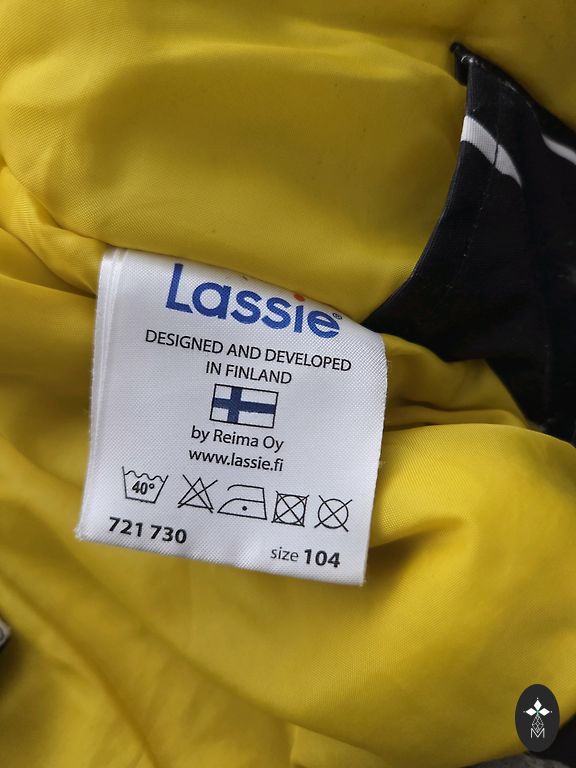 Lassie®
DESIGNED AND DEVELOPED
IN FINLAND
by Reima Oy
www.lassie.fi
40°
721 730
size 104
M